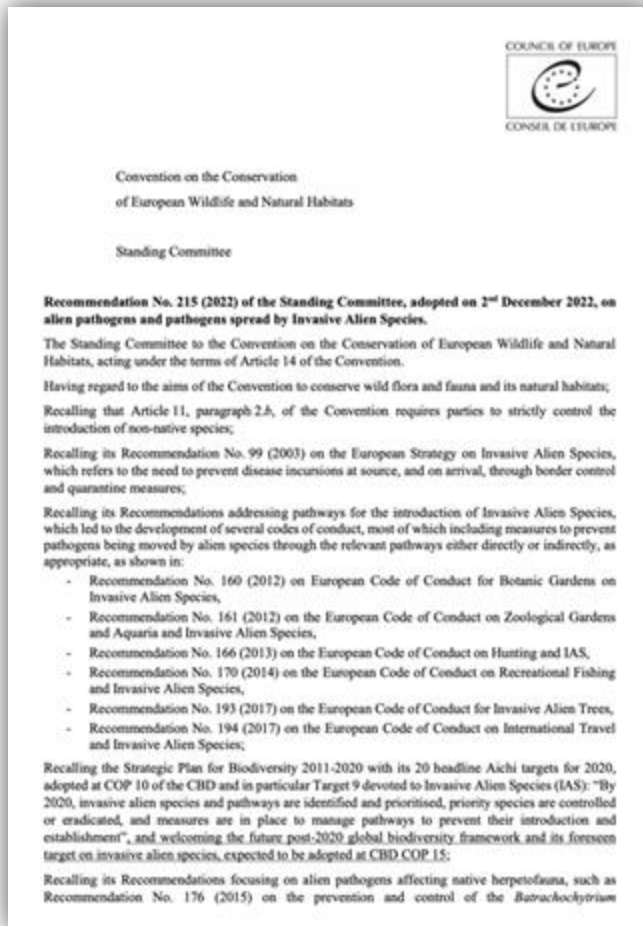 COUNCIL OF EUROPE
CONSEIL DE L'EUROPE
Convention on the Conservation
of European Wildlife and Natural Habitats
Standing Committee
Recommendation No. 215 (2022) of the Standing Committee, adopted on 2nd December 2022, on
alien pathogens and pathogens spread by Invasive Alien Species.
The Standing Committee to the Convention on the Conservation of European Wildlife and Natural
Habitats, acting under the terms of Article 14 of the Convention.
Having regard to the aims of the Convention to conserve wild flora and fauna and its natural habitats;
Recalling that Article 11, paragraph 2.b, of the Convention requires parties to strictly control the
introduction of non-native species;
Recalling its Recommendation No. 99 (2003) on the European Strategy on Invasive Alien Species,
which refers to the need to prevent disease incursions at source, and on arrival, through border control
and quarantine measures;
Recalling its Recommendations addressing pathways for the introduction of Invasive Alien Species,
which led to the development of several codes of conduct, most of which including measures to prevent
pathogens being moved by alien species through the relevant pathways either directly or indirectly, as
appropriate, as shown in:
- Recommendation No. 160 (2012) on European Code of Conduct for Botanic Gardens on
Invasive Alien Species,
- Recommendation No. 161 (2012) on the European Code of Conduct on Zoological Gardens
and Aquaria and Invasive Alien Species,
- Recommendation No. 166 (2013) on the European Code of Conduct on Hunting and IAS,
- Recommendation No. 170 (2014) on the European Code of Conduct on Recreational Fishing
and Invasive Alien Species,
- Recommendation No. 193 (2017) on the European Code of Conduct for Invasive Alien Trees,
- Recommendation No. 194 (2017) on the European Code of Conduct on International Travel
and Invasive Alien Species;
Recalling the Strategic Plan for Biodiversity 2011-2020 with its 20 headline Aichi targets for 2020,
adopted at COP 10 of the CBD and in particular Target 9 devoted to Invasive Alien Species (IAS): "By
2020, invasive alien species and pathways are identified and prioritised, priority species are controlled
or eradicated, and measures are in place to manage pathways to prevent their introduction and
establishment", and welcoming the future post-2020 global biodiversity framework and its foreseen
target on invasive alien species, expected to be adopted at CBD COP 15;
Recalling its Recommendations focusing on alien pathogens affecting native herpetofauna, such as
Recommendation No. 176 (2015) on the prevention and control of the Batrachochytrium